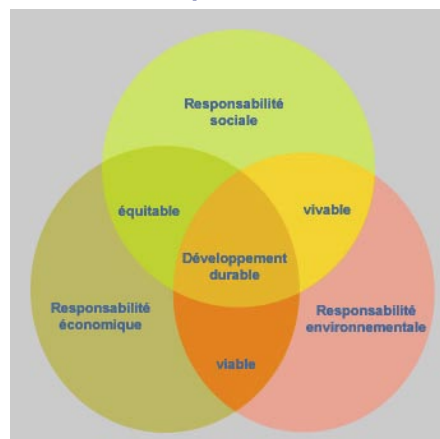 Responsabilité
sociale
équitable
vivable
Développement
durable
Responsabilité
économique
Responsabilité
environnementale
viable